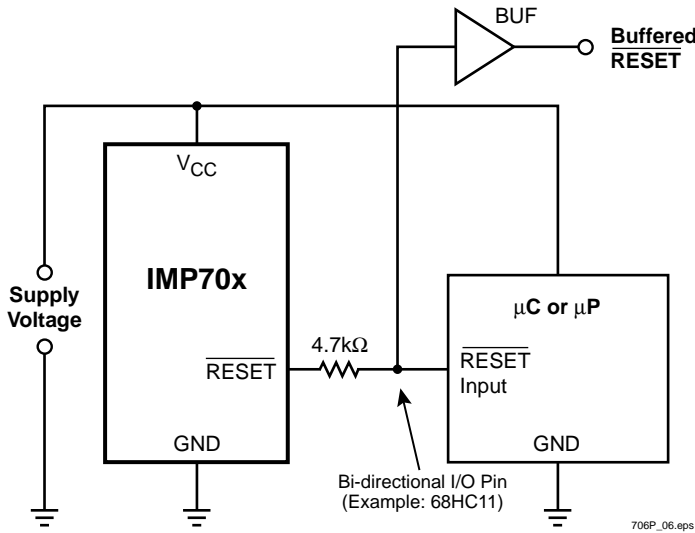 BUF
Buffered
RESET
VCC
IMP70x
Supply
Voltage
μC or μP
4.7kΩ
RESET
RESET
Input
GND
GND
Bi-directional I/O Pin
(Example: 68HC11)
706P_06.eps